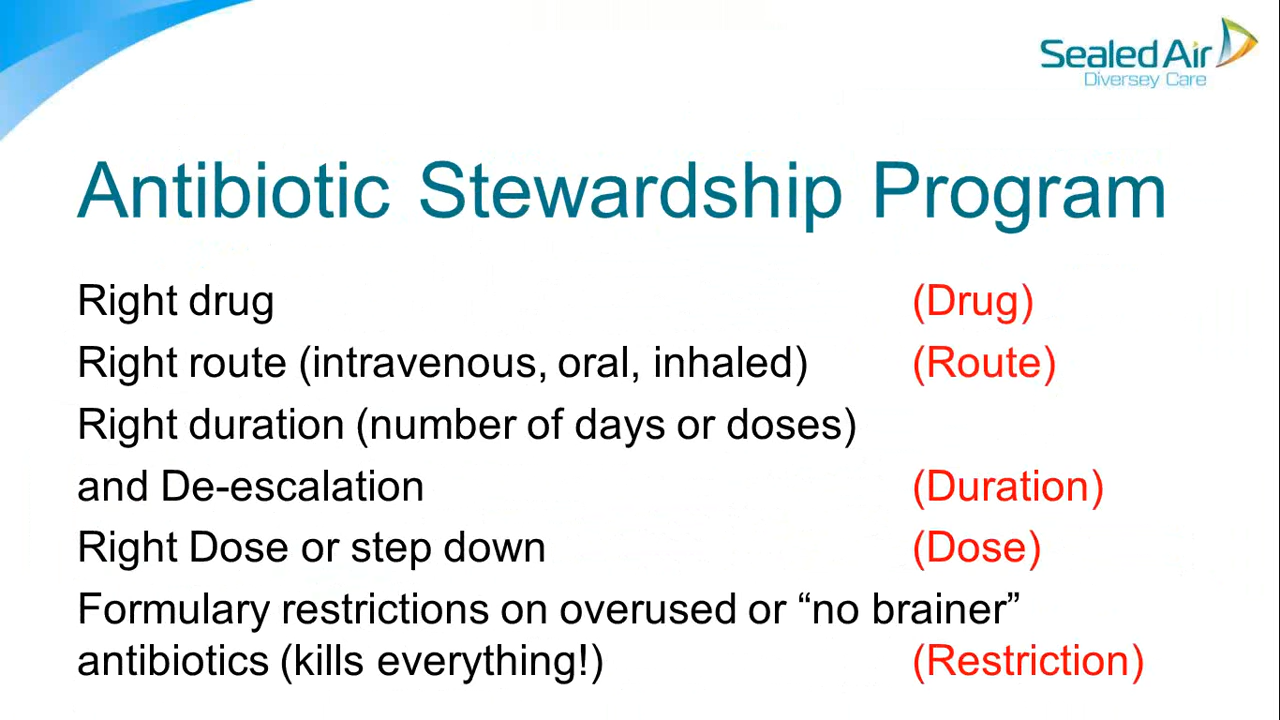 Sealed Air
Diversey Care
Antibiotic Stewardship Program
Right drug (Drug)
Right route (intravenous, oral, inhaled) (Route)
Right duration (number of days or doses)
and De-escalation (Duration)
Right Dose or step down (Dose)
Formulary restrictions on overused or “no brainer”
antibiotics (kills everything!) (Restriction)